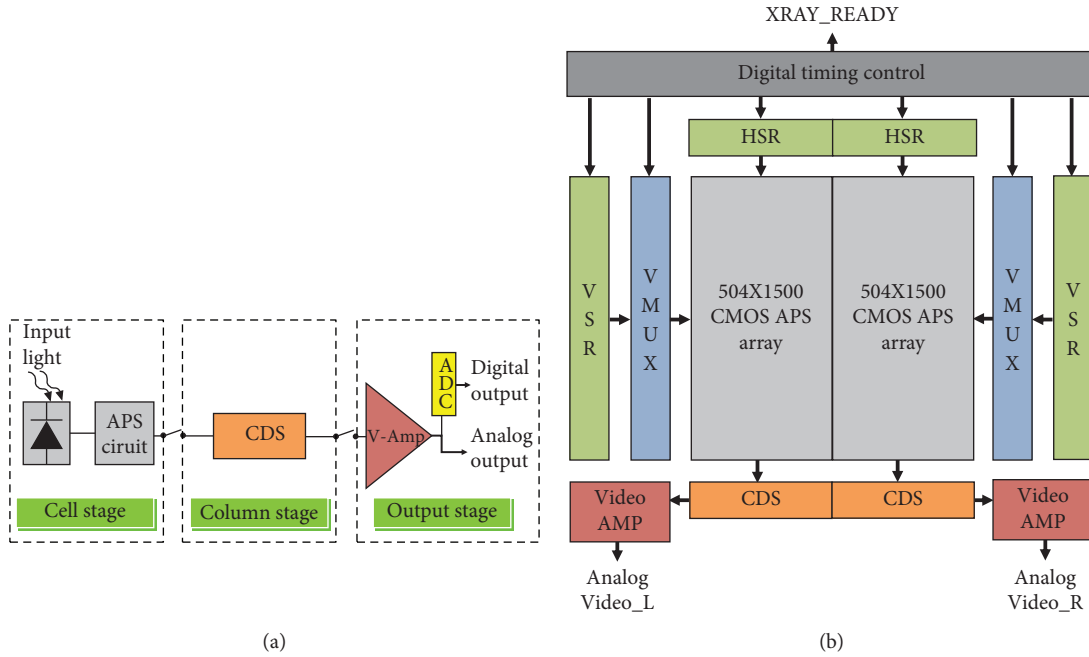 Input
light
APS
ciruit
Cell stage
CDS
Column stage
V-Amp
A
D
C
Digital
output
Analog
output
Output stage
(a)
XRAY_READY
Digital timing control
HSR
HSR
V
S
R
V
M
U
X
504X1500
CMOS APS
array
504X1500
CMOS APS
array
V
M
U
X
V
S
R
CDS
CDS
Video
AMP
Video
AMP
Analog
Video_L
Analog
Video_R
(b)